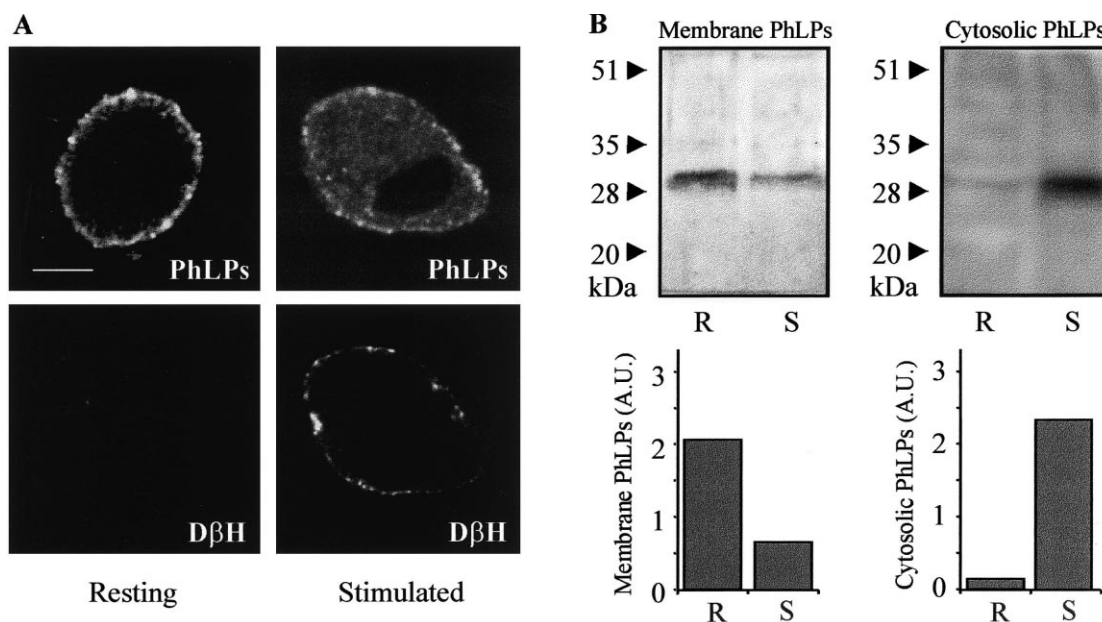 A
PhLPs
PhLPs
DβH
DβH
Resting
Stimulated
B
Membrane PhLPs
Cytosolic PhLPs
51
35
28
20
kDa
R
S
51
35
28
20
kDa
R
S
Membrane PhLPs (A.U.)
3
2
1
0
R
S
Cytosolic PhLPs (A.U.)
3
2
1
0
R
S